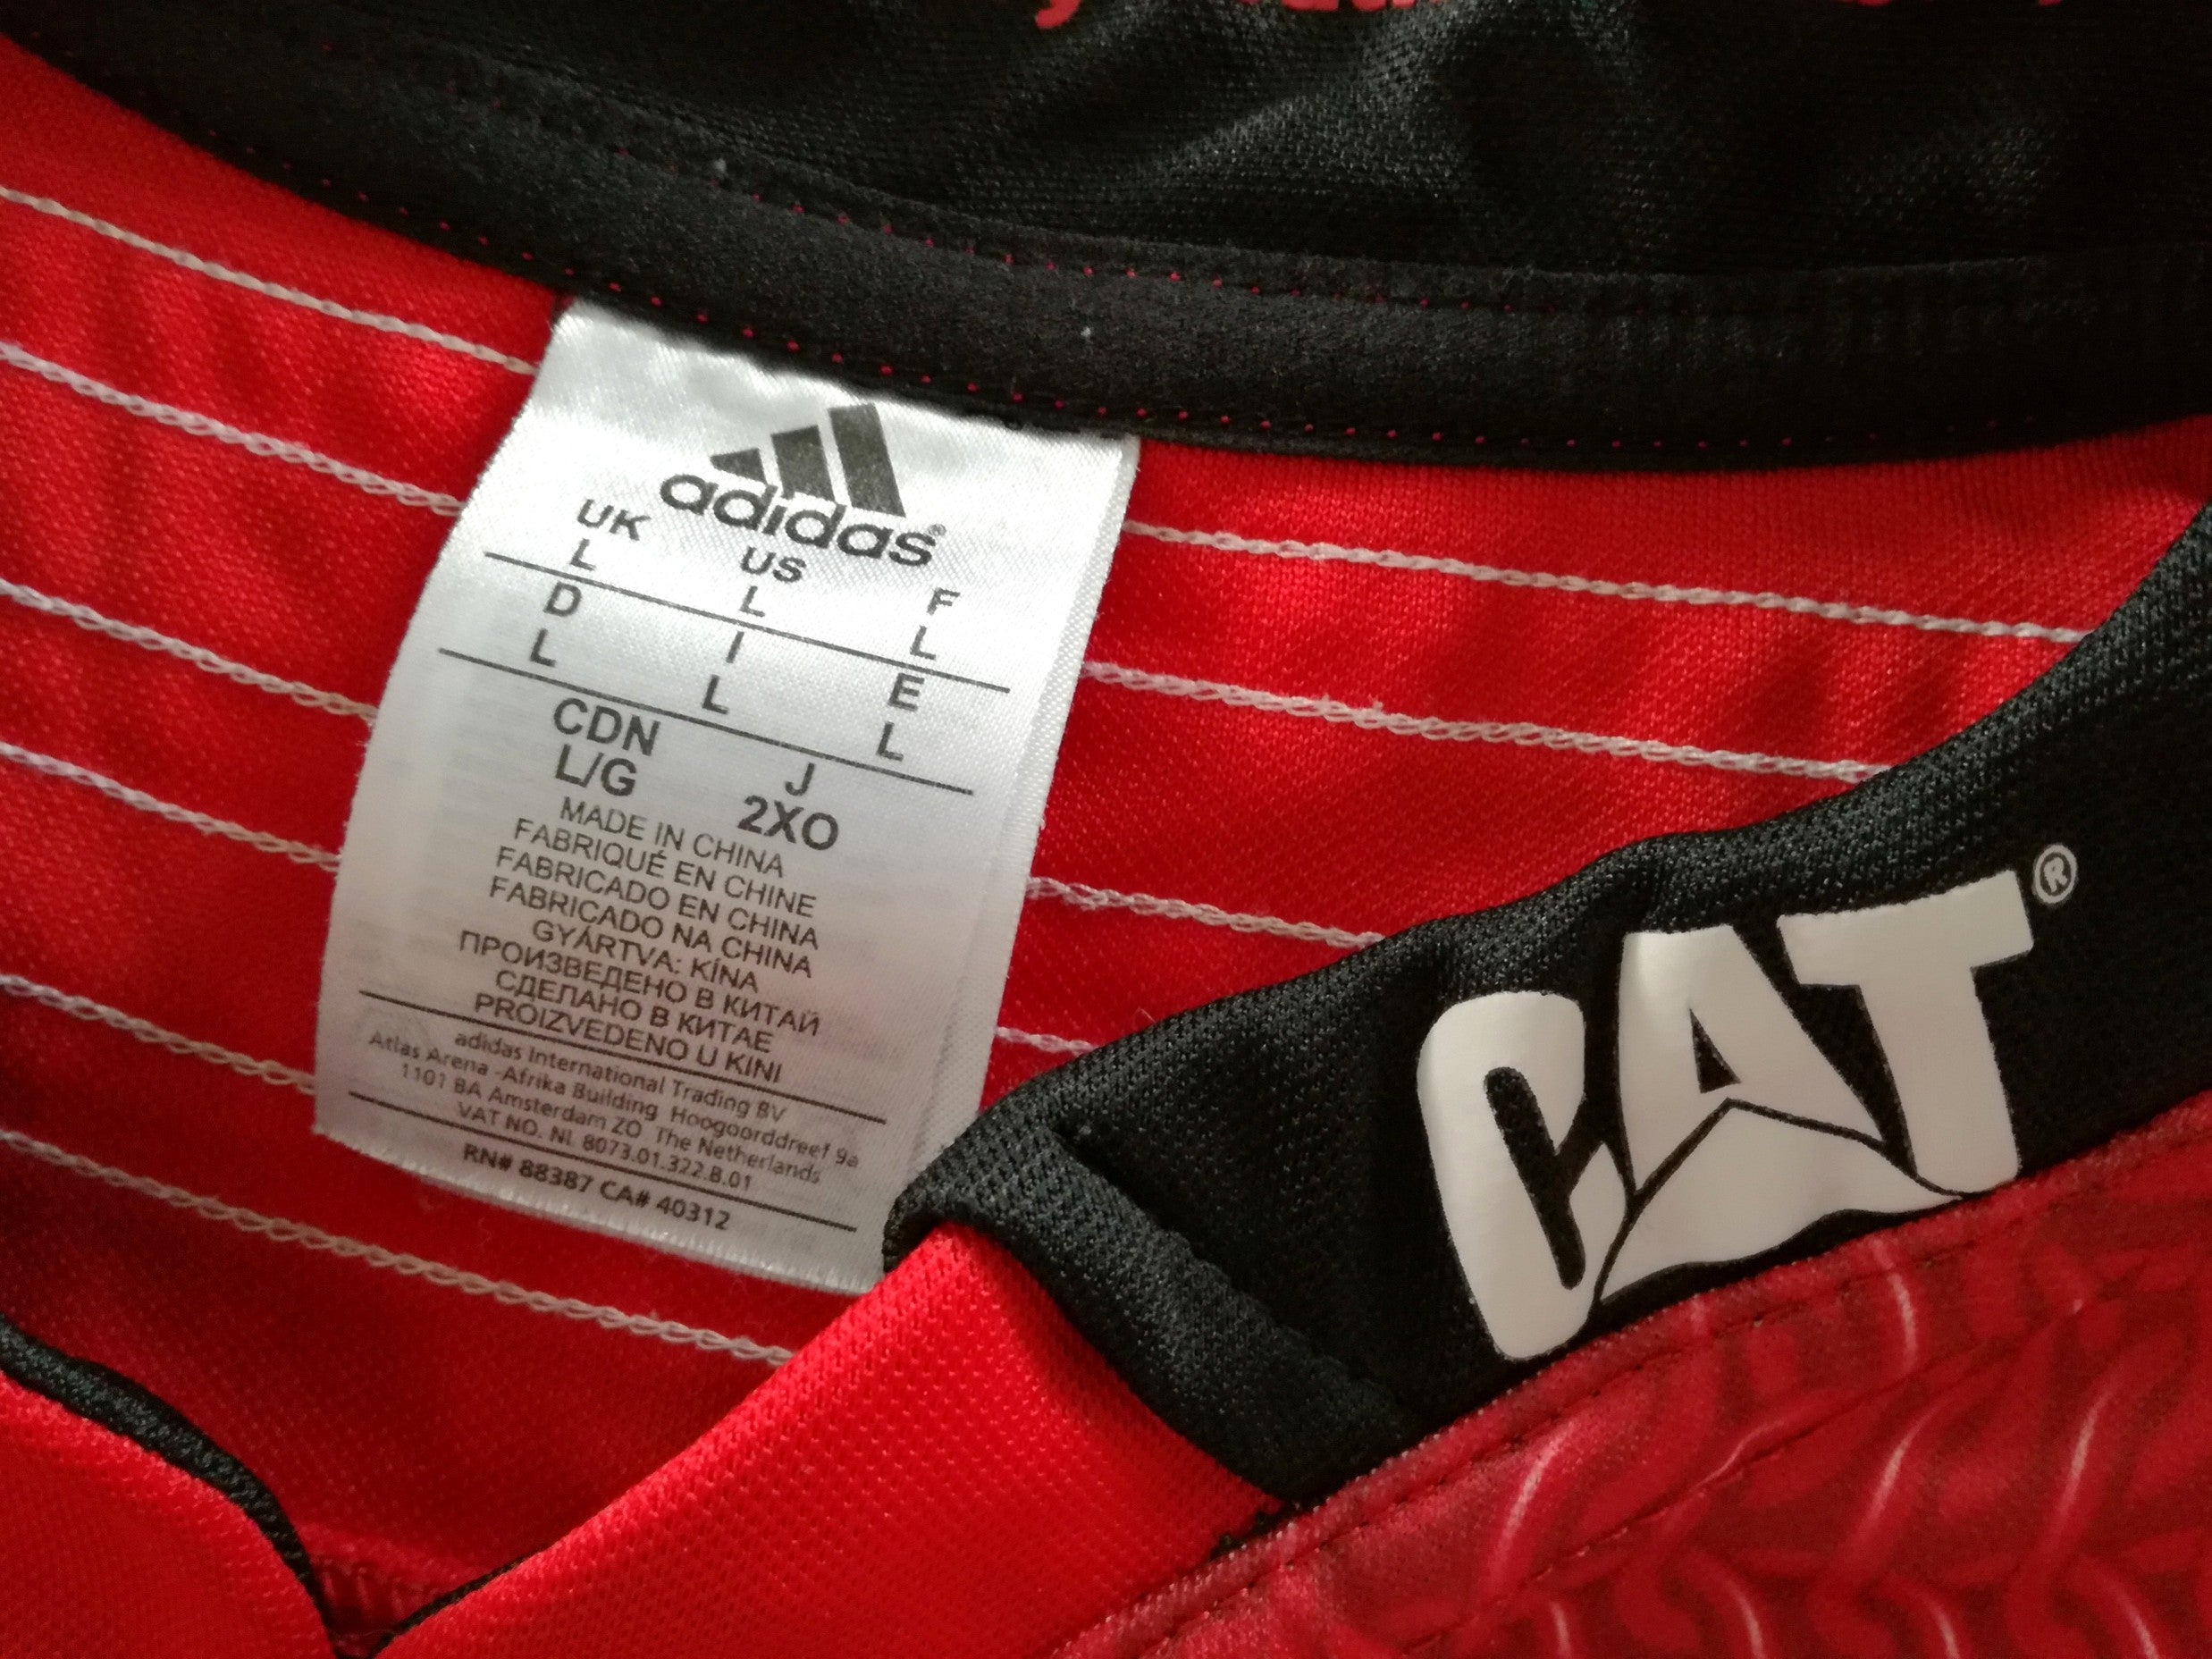 adidas®
UK US F
L L L
D I E
L L L
CDN J
L/G 2XO
MADE IN CHINA
FABRIQUÉ EN CHINE
FABRICADO EN CHINA
FABRICADO NA CHINA
GYÁRTVA: KÍNA
ПРОИЗВЕДЕНО В КИТАЙ
СДЕЛАНО В КИТАЕ
PROIZVEDENO U KINI
adidas International Trading BV
Atlas Arena -Afrika Building Hoogoorddreef 9a
1101 BA Amsterdam ZO The Netherlands
VAT NO. NL 8073.01.322.B.01
RN# 88387 CA# 40312
CAT®